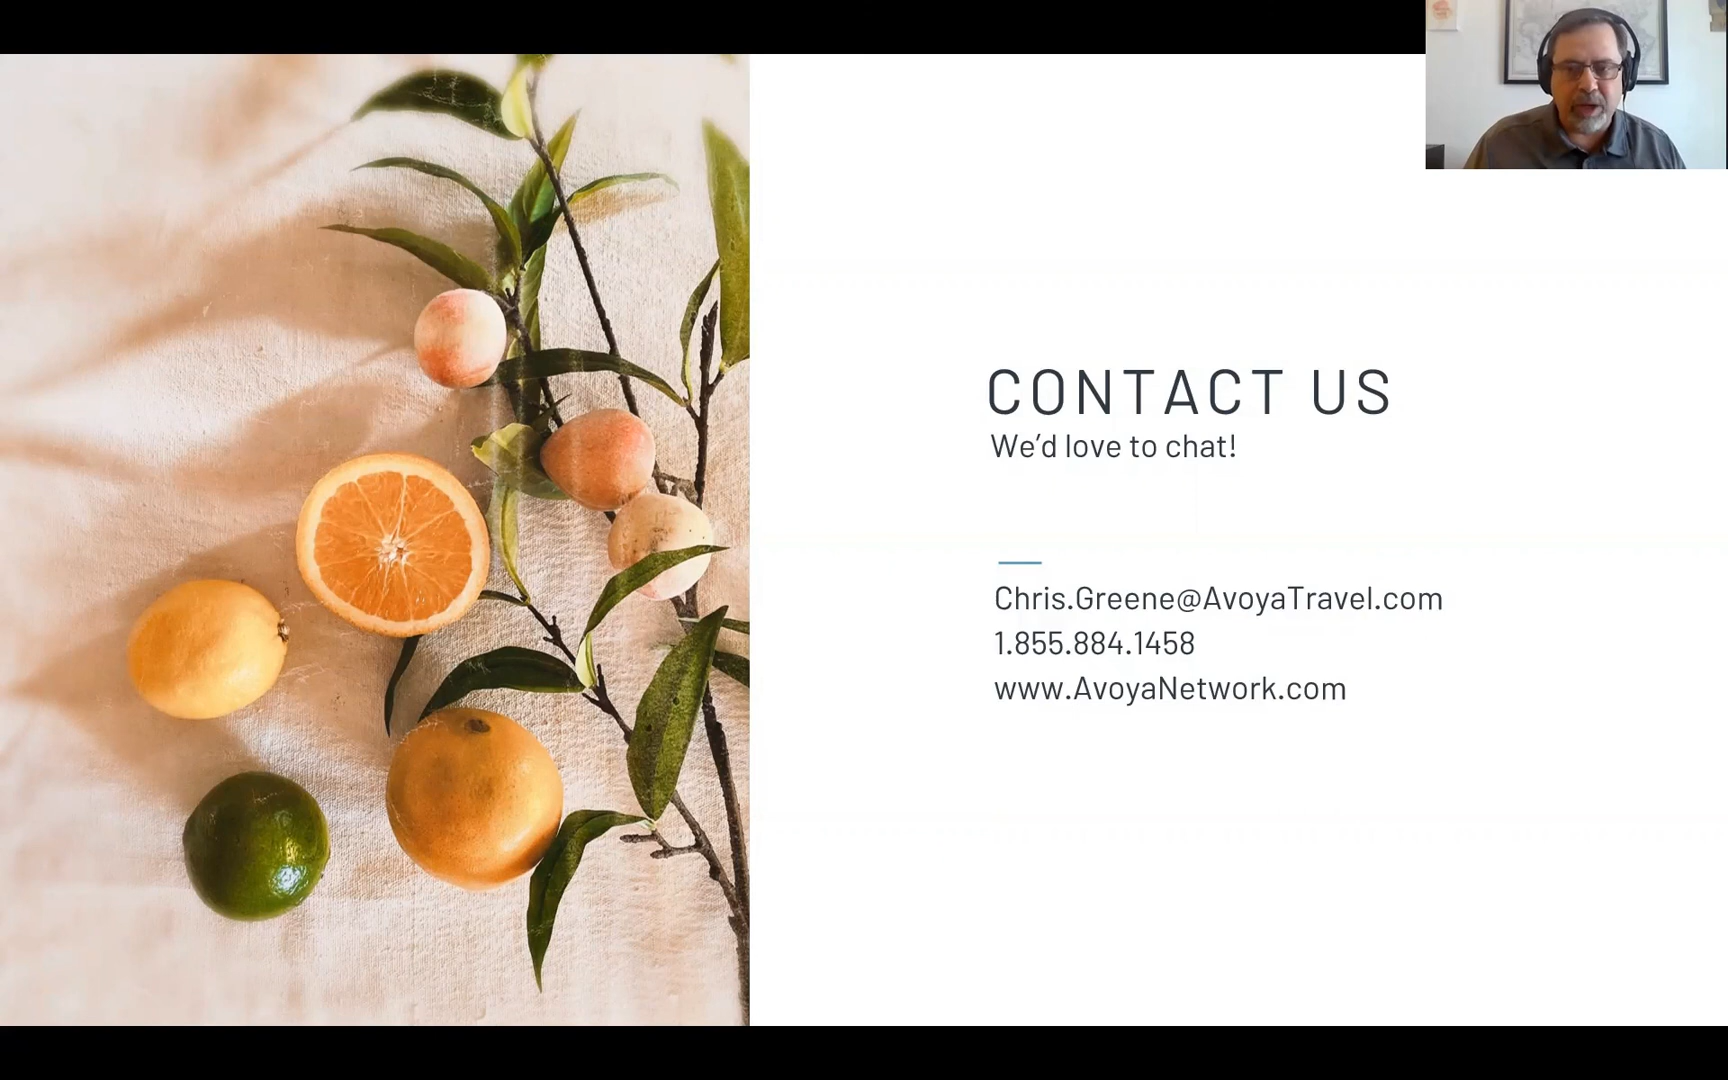 CONTACT US
We’d love to chat!
Chris.Greene@AvoyaTravel.com
1.855.884.1458
www.AvoyaNetwork.com